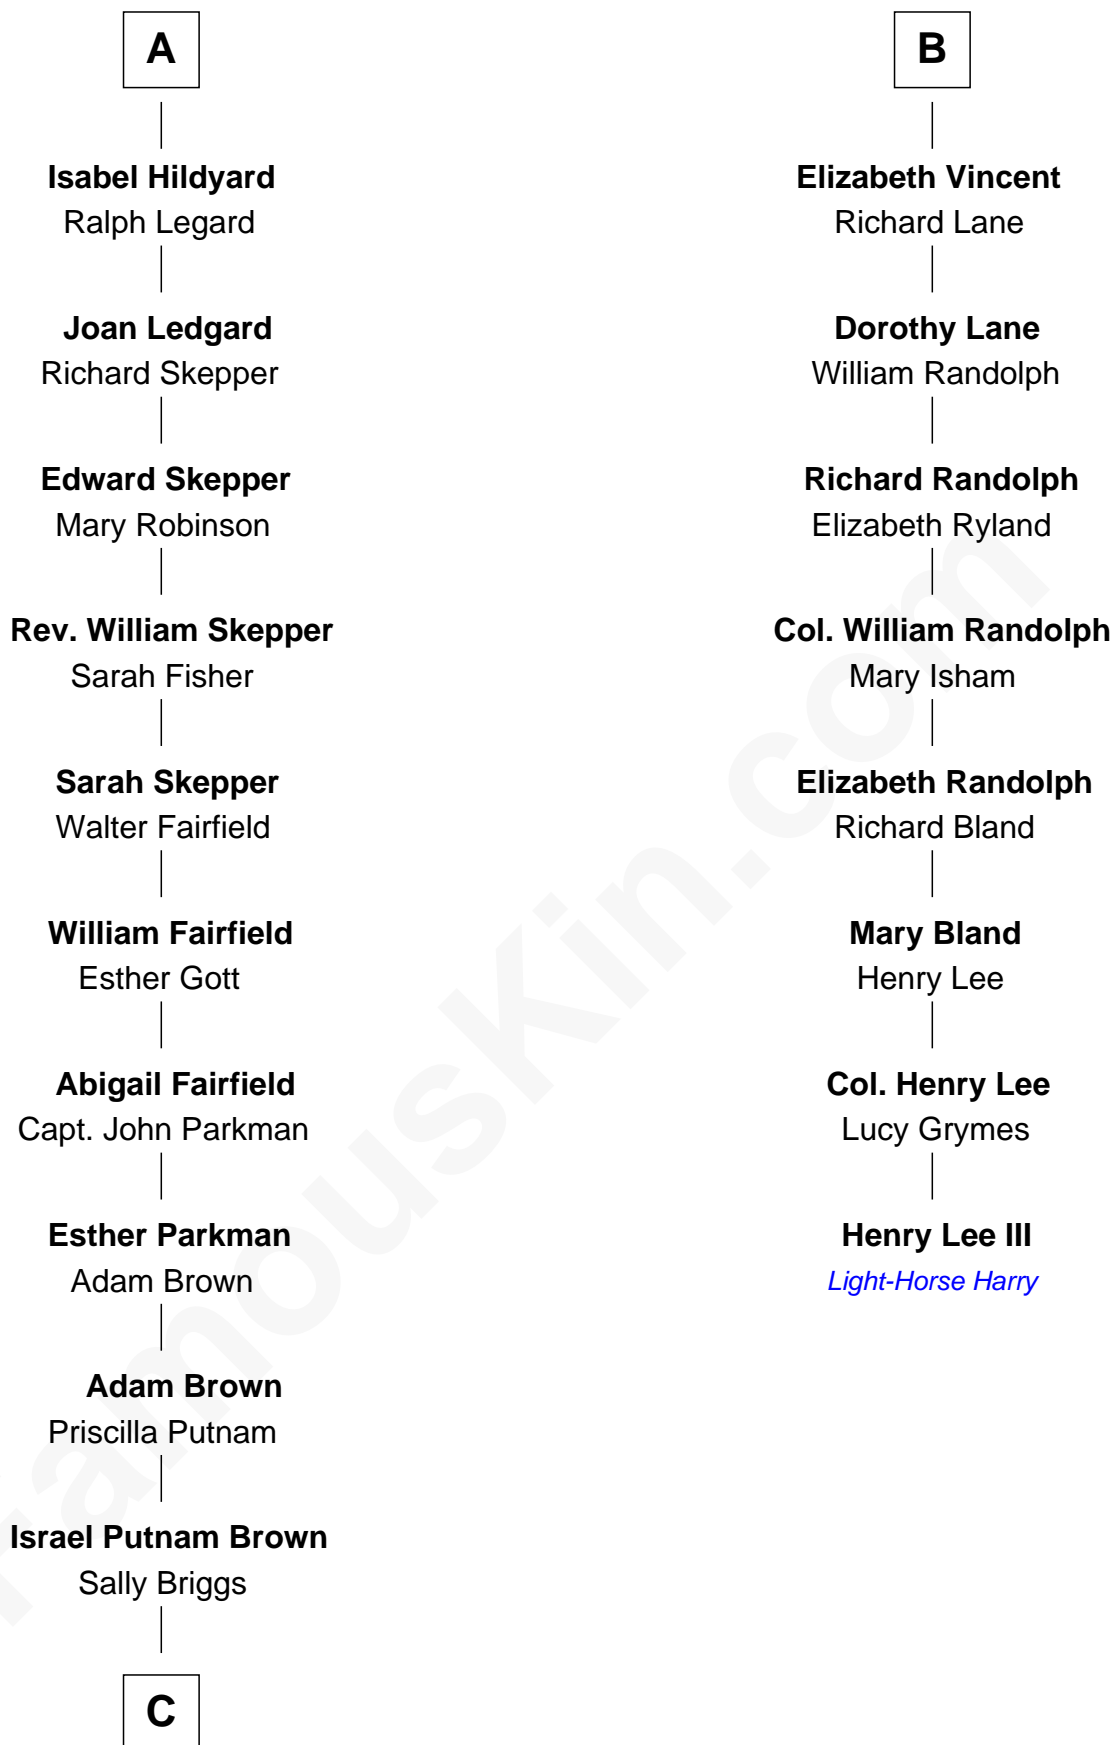 A
Isabel Hildyard
Ralph Legard
Joan Ledgard
Richard Skepper
Edward Skepper
Mary Robinson
Rev. William Skepper
Sarah Fisher
Sarah Skepper
Walter Fairfield
William Fairfield
Esther Gott
Abigail Fairfield
Capt. John Parkman
Esther Parkman
Adam Brown
Adam Brown
Priscilla Putnam
Israel Putnam Brown
Sally Briggs
C
B
Elizabeth Vincent
Richard Lane
Dorothy Lane
William Randolph
Richard Randolph
Elizabeth Ryland
Col. William Randolph
Mary Isham
Elizabeth Randolph
Richard Bland
Mary Bland
Henry Lee
Col. Henry Lee
Lucy Grymes
Henry Lee III
Light-Horse Harry
FamousKin.com